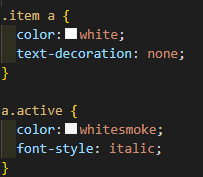 .item a {
  color: white;
  text-decoration: none;
}

a.active {
  color: whitesmoke;
  font-style: italic;
}